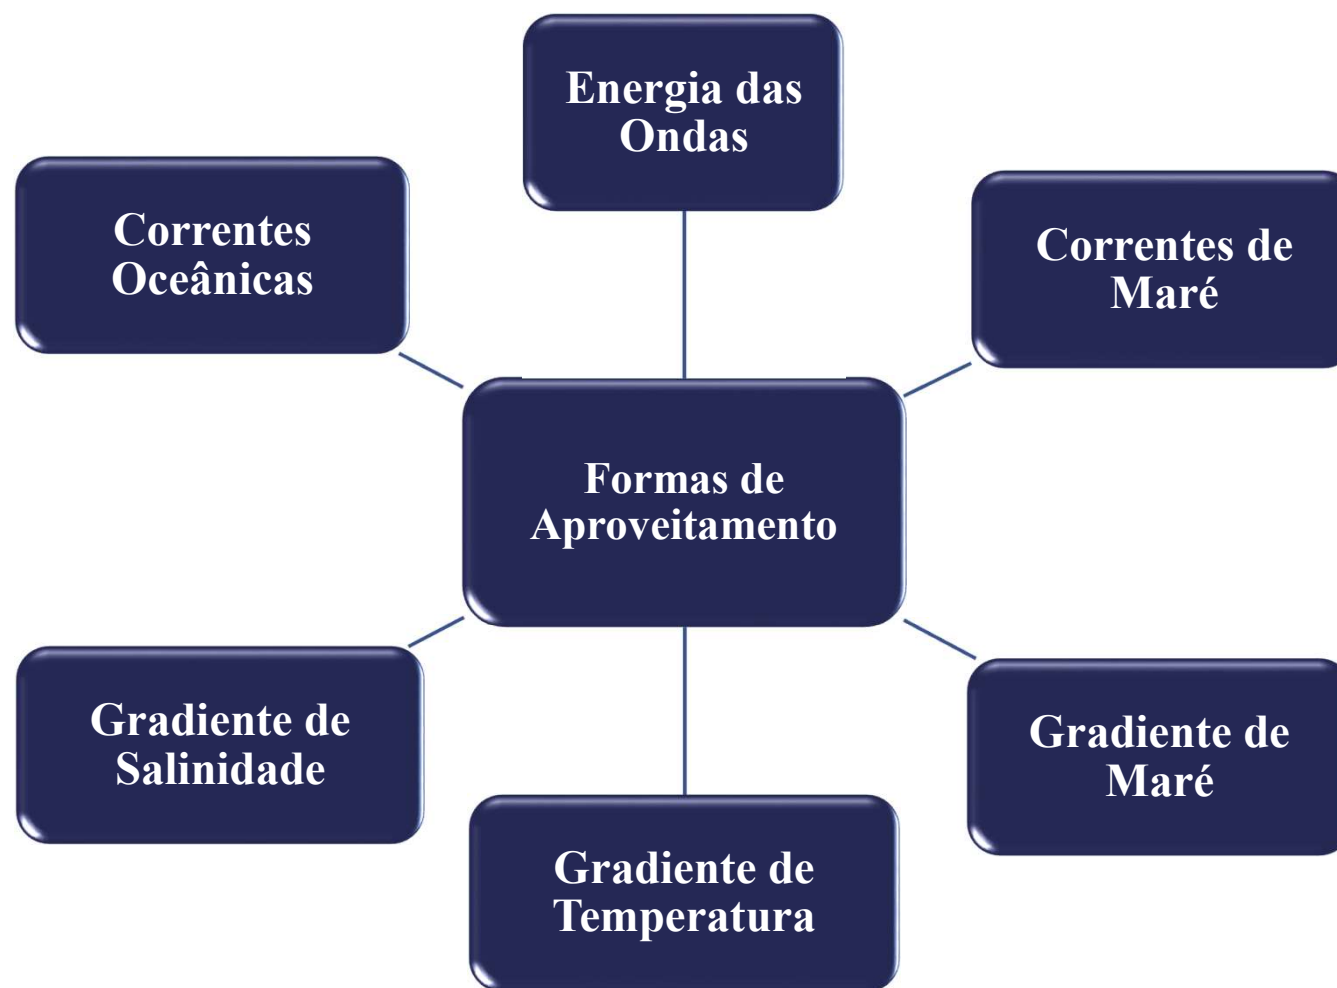 Energia das
Ondas
Correntes
Oceânicas
Correntes de
Maré
Formas de
Aproveitamento
Gradiente de
Salinidade
Gradiente de
Maré
Gradiente de
Temperatura